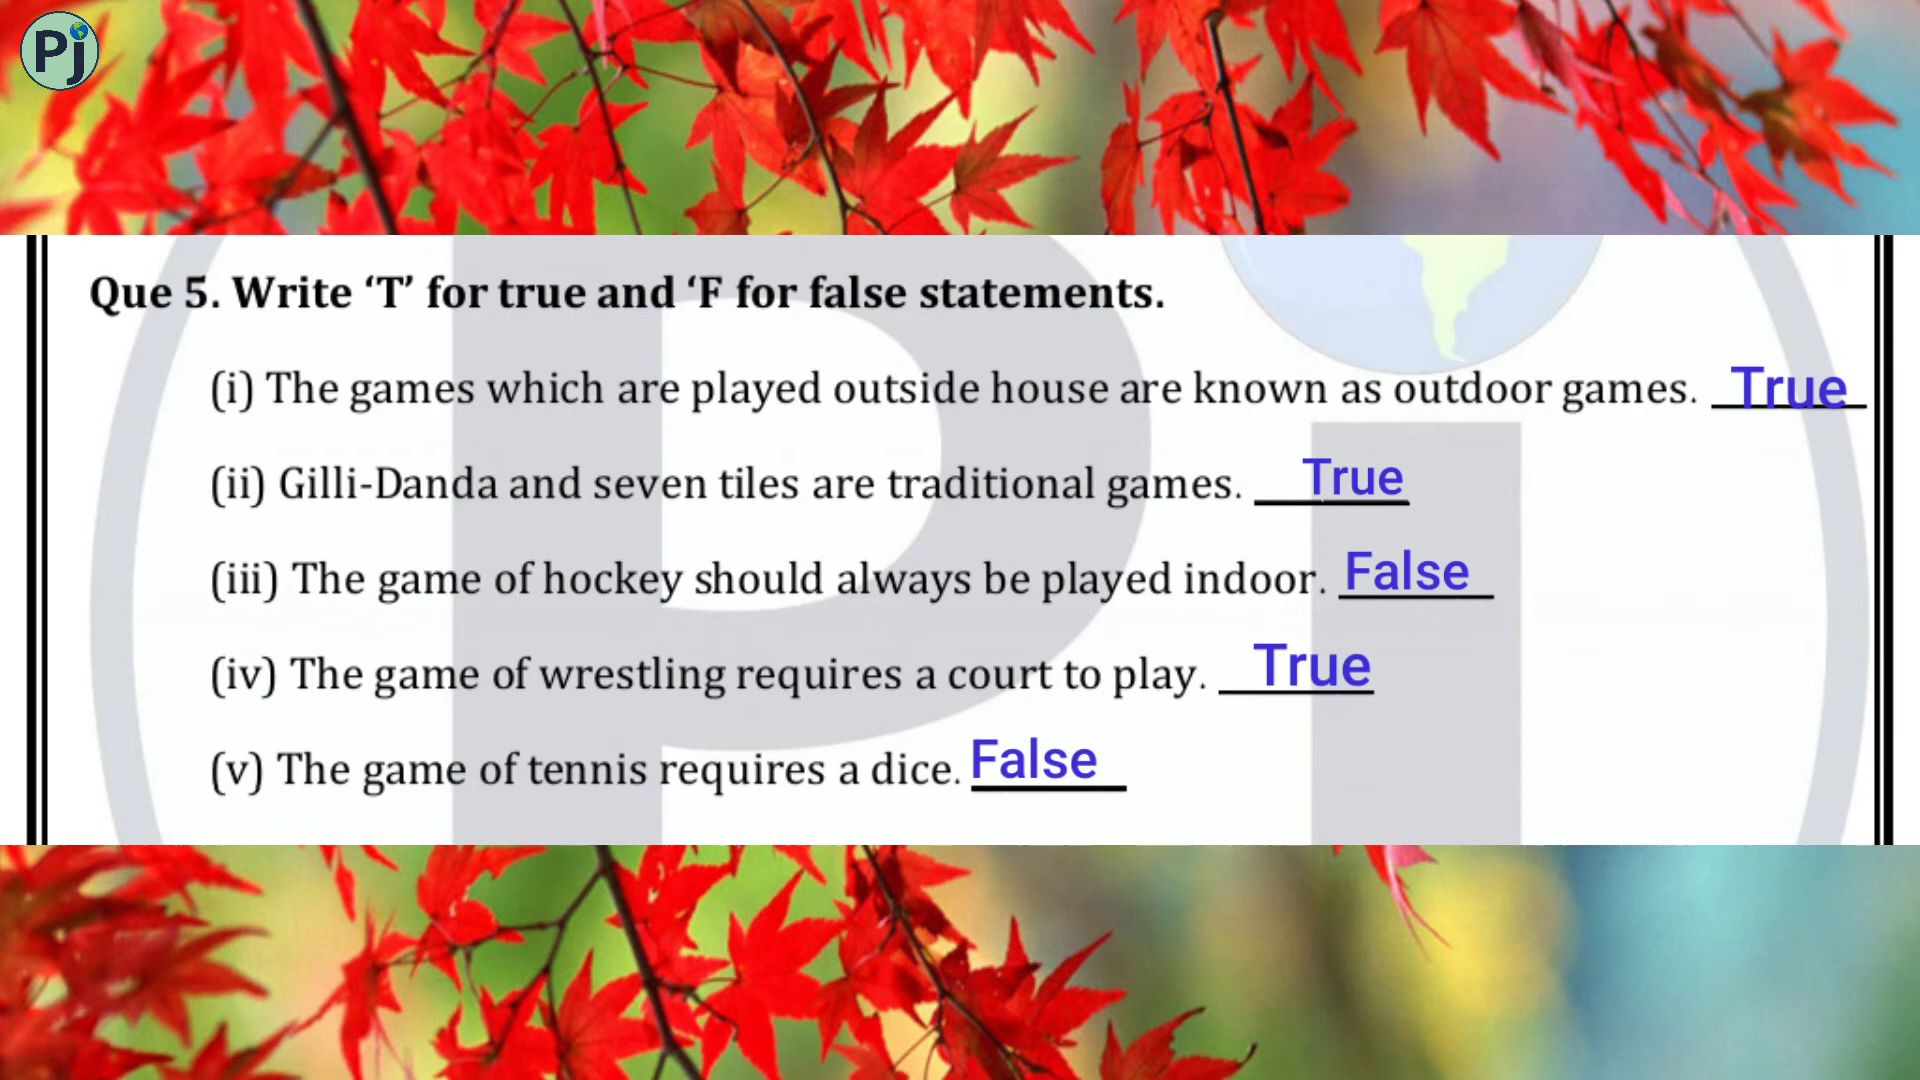 Pj
Que 5. Write ‘T’ for true and ‘F for false statements.
(i) The games which are played outside house are known as outdoor games. True
(ii) Gilli-Danda and seven tiles are traditional games. True
(iii) The game of hockey should always be played indoor. False
(iv) The game of wrestling requires a court to play. True
(v) The game of tennis requires a dice. False